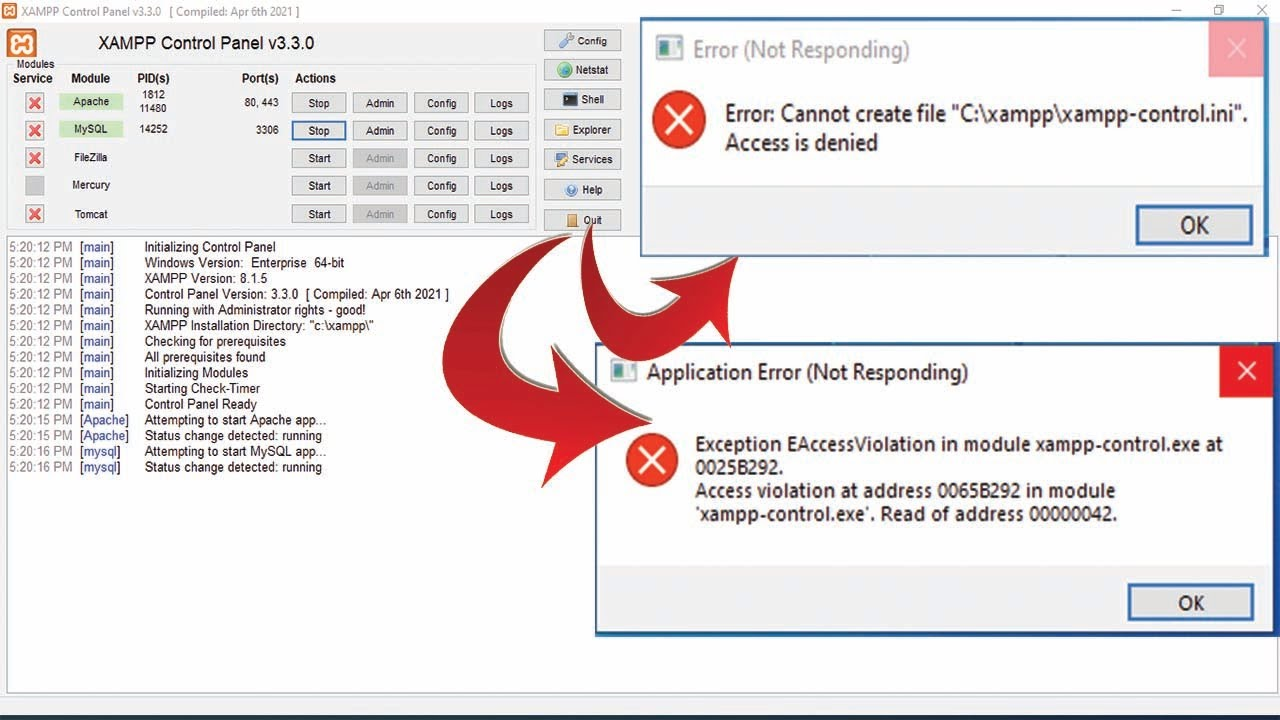 XAMPP Control Panel v3.3.0 [ Compiled: Apr 6th 2021 ]
XAMPP Control Panel v3.3.0
Modules
Service Module PID(s) Port(s) Actions
Apache 1812 11480 80, 443 Stop Admin Config Logs
MySQL 14252 3306 Stop Admin Config Logs
FileZilla Start Admin Config Logs
Mercury Start Admin Config Logs
Tomcat Start Admin Config Logs
Config
Netstat
Shell
Explorer
Services
Help
Quit
5:20:12 PM [main] Initializing Control Panel
5:20:12 PM [main] Windows Version: Enterprise 64-bit
5:20:12 PM [main] XAMPP Version: 8.1.5
5:20:12 PM [main] Control Panel Version: 3.3.0 [ Compiled: Apr 6th 2021 ]
5:20:12 PM [main] Running with Administrator rights - good!
5:20:12 PM [main] XAMPP Installation Directory: "c:\xampp\"
5:20:12 PM [main] Checking for prerequisites
5:20:12 PM [main] All prerequisites found
5:20:12 PM [main] Initializing Modules
5:20:12 PM [main] Starting Check-Timer
5:20:12 PM [main] Control Panel Ready
5:20:15 PM [Apache] Attempting to start Apache app...
5:20:15 PM [Apache] Status change detected: running
5:20:16 PM [mysql] Attempting to start MySQL app...
5:20:16 PM [mysql] Status change detected: running
Error (Not Responding)
Error: Cannot create file "C:\xampp\xampp-control.ini".
Access is denied
OK
Application Error (Not Responding)
Exception EAccessViolation in module xampp-control.exe at
0025B292.
Access violation at address 0065B292 in module
'xampp-control.exe'. Read of address 00000042.
OK